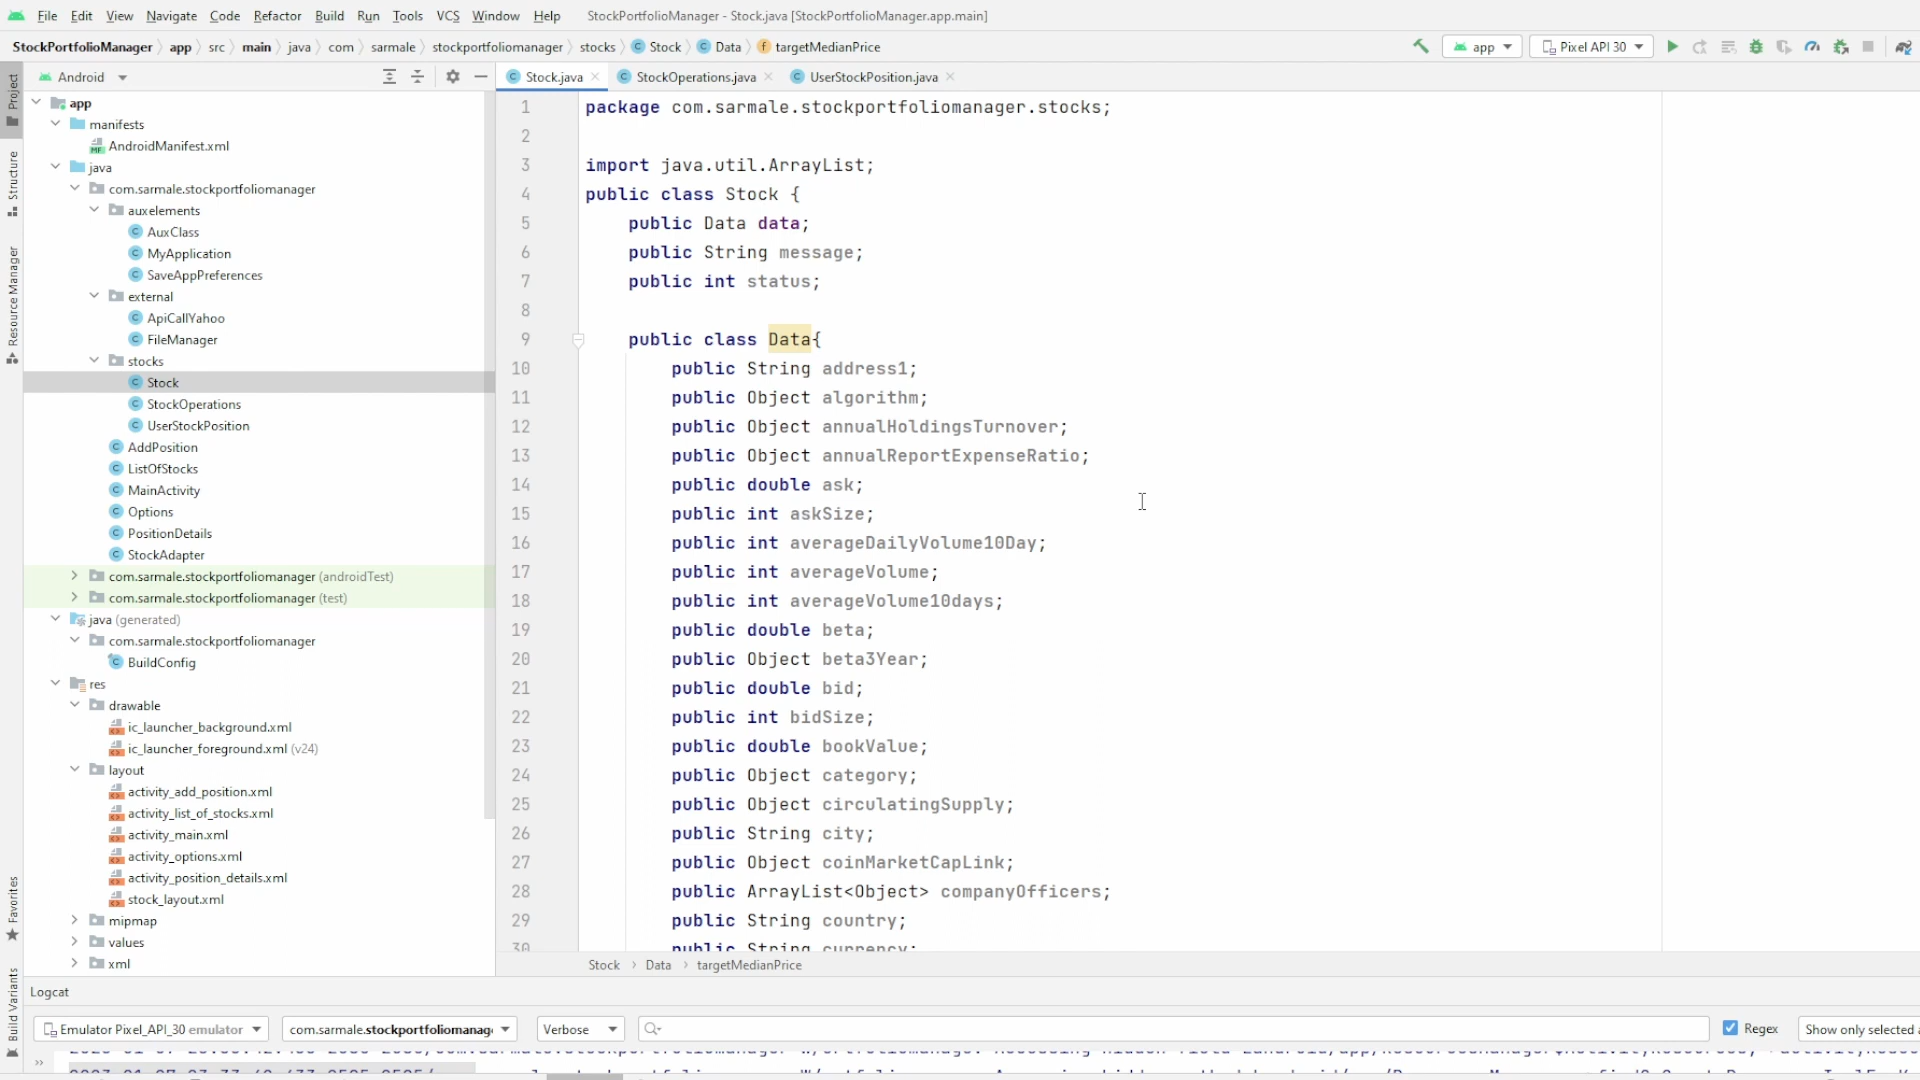 File Edit View Navigate Code Refactor Build Run Tools VCS Window Help StockPortfolioManager - Stock.java [StockPortfolioManager.app.main]
StockPortfolioManager app src main java com sarmale stockportfoliomanager stocks Stock Data targetMedianPrice app Pixel API 30
Project
Structure
Resource Manager
Favorites
Build Variants
Android
app
manifests
AndroidManifest.xml
java
com.sarmale.stockportfoliomanager
auxelements
AuxClass
MyApplication
SaveAppPreferences
external
ApiCallYahoo
FileManager
stocks
Stock
StockOperations
UserStockPosition
AddPosition
ListOfStocks
MainActivity
Options
PositionDetails
StockAdapter
com.sarmale.stockportfoliomanager (androidTest)
com.sarmale.stockportfoliomanager (test)
java (generated)
com.sarmale.stockportfoliomanager
BuildConfig
res
drawable
ic_launcher_background.xml
ic_launcher_foreground.xml (v24)
layout
activity_add_position.xml
activity_list_of_stocks.xml
activity_main.xml
activity_options.xml
activity_position_details.xml
stock_layout.xml
mipmap
values
xml
Stock.java StockOperations.java UserStockPosition.java
1 package com.sarmale.stockportfoliomanager.stocks;
2
3 import java.util.ArrayList;
4 public class Stock {
5 public Data data;
6 public String message;
7 public int status;
8
9 public class Data{
10 public String address1;
11 public Object algorithm;
12 public Object annualHoldingsTurnover;
13 public Object annualReportExpenseRatio;
14 public double ask;
15 public int askSize;
16 public int averageDailyVolume10Day;
17 public int averageVolume;
18 public int averageVolume10days;
19 public double beta;
20 public Object beta3Year;
21 public double bid;
22 public int bidSize;
23 public double bookValue;
24 public Object category;
25 public Object circulatingSupply;
26 public String city;
27 public Object coinMarketCapLink;
28 public ArrayList<Object> companyOfficers;
29 public String country;
30 public String currency;
Stock Data targetMedianPrice
Logcat
Emulator Pixel_API_30 emulator com.sarmale.stockportfoliomanag Verbose Regex Show only selected a